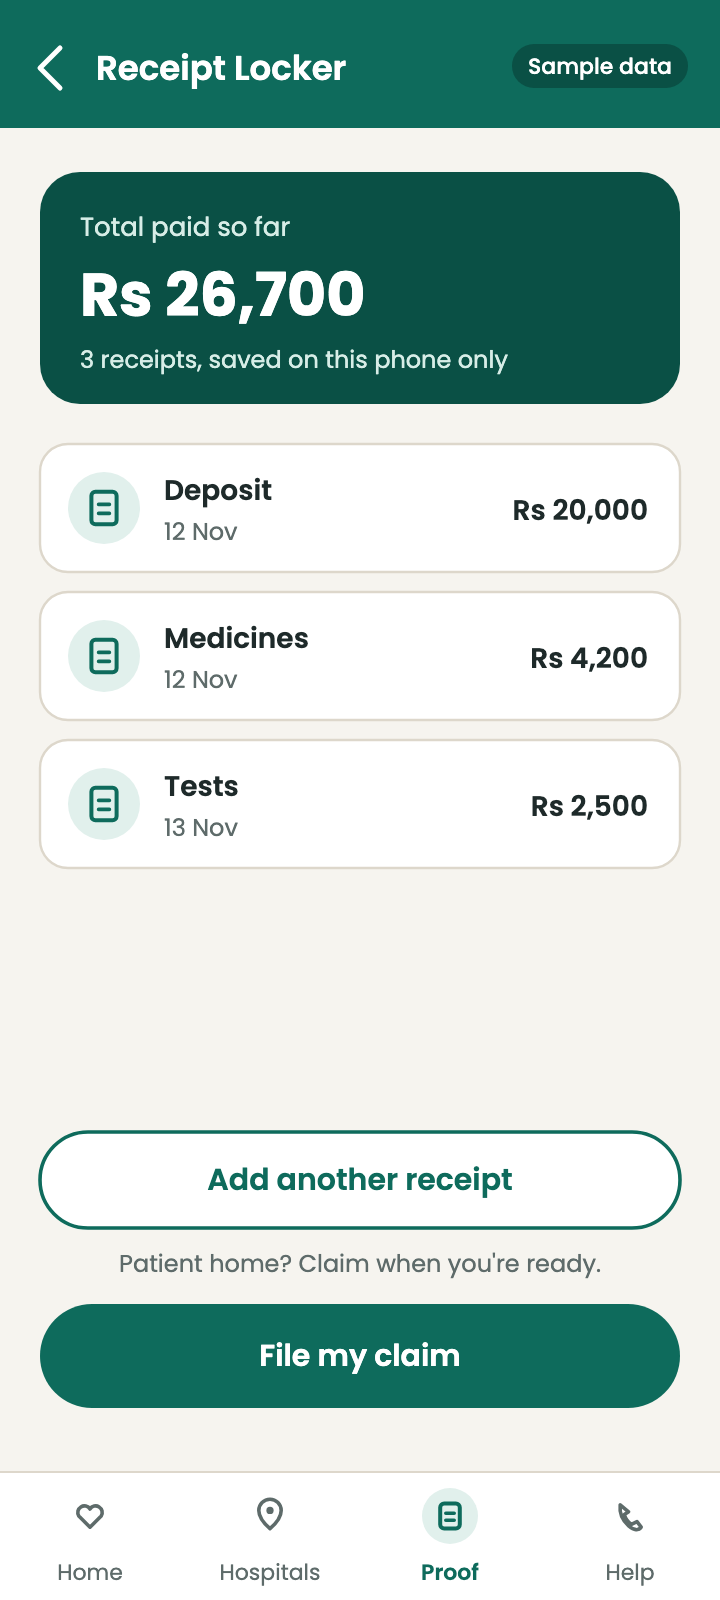 Receipt Locker
Sample data
Total paid so far
Rs 26,700
3 receipts, saved on this phone only
Deposit
12 Nov
Rs 20,000
Medicines
12 Nov
Rs 4,200
Tests
13 Nov
Rs 2,500
Add another receipt
Patient home? Claim when you're ready.
File my claim
Home
Hospitals
Proof
Help